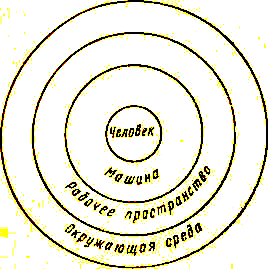 Человек
Машина
Рабочее пространство
Окружающая среда